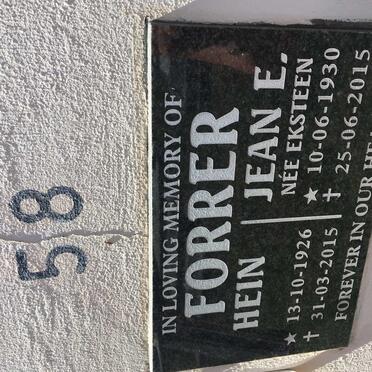 58
IN LOVING MEMORY OF
FORRER
HEIN
★ 13-10-1926
✝ 31-03-2015
JEAN E.
NÉE EKSTEEN
★ 10-06-1930
✝ 25-06-2015
FOREVER IN OUR